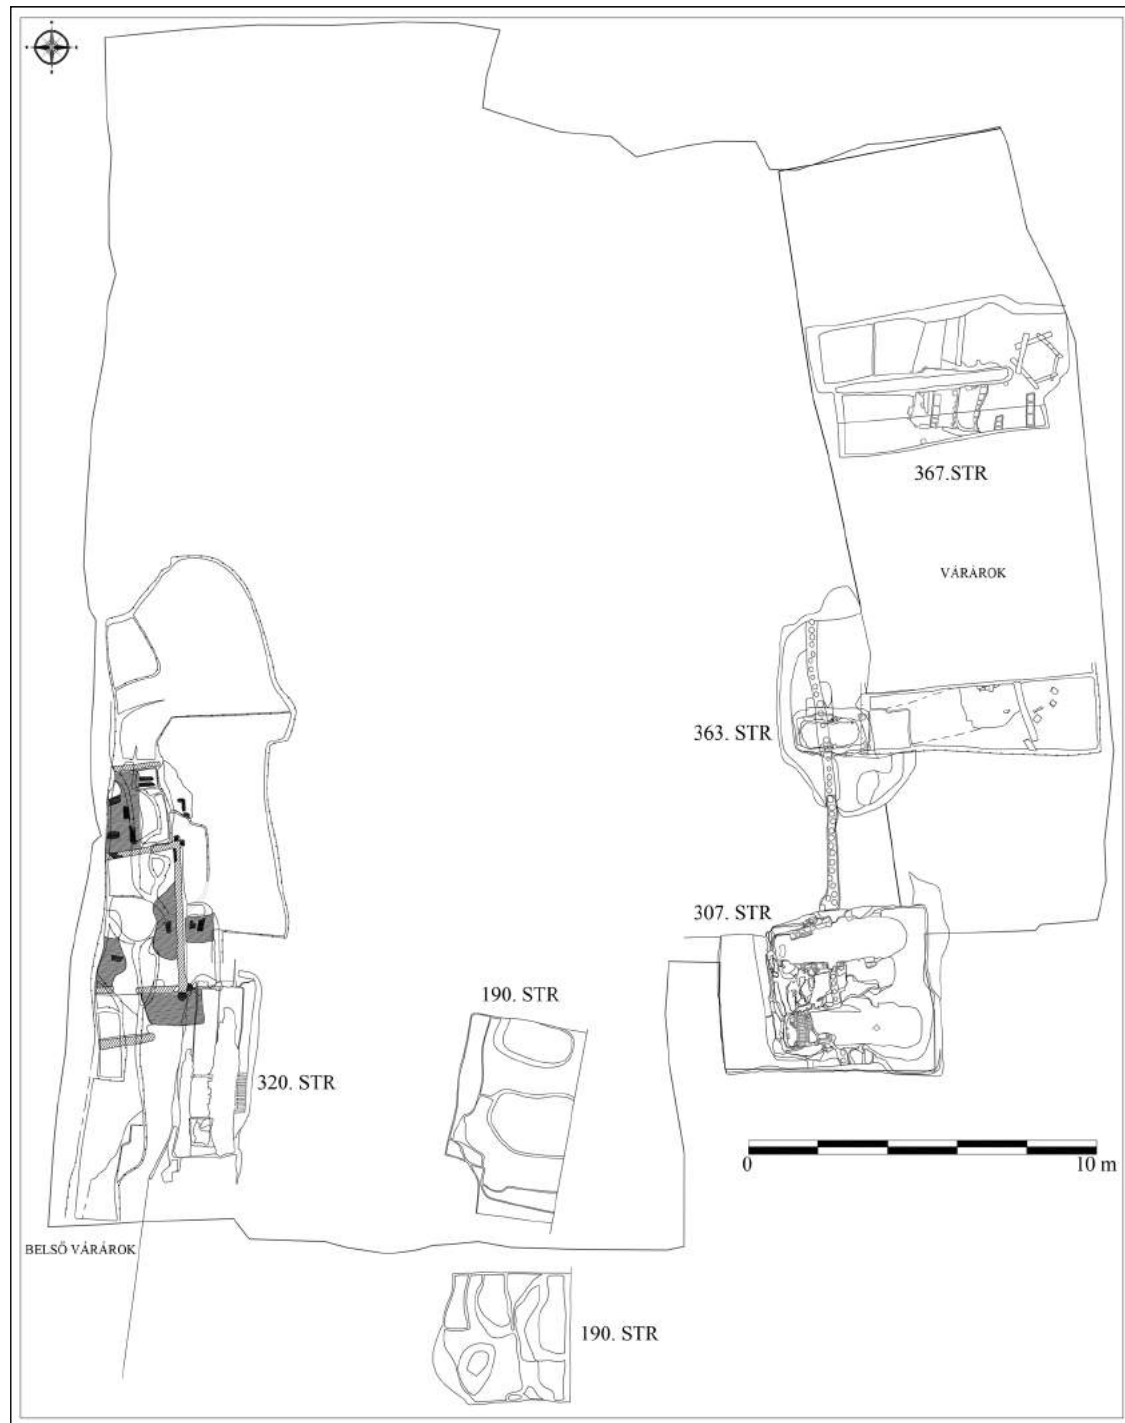 367.STR
VÁRÁROK
363. STR
307. STR
190. STR
320. STR
0
10 m
BELSŐ VÁRÁROK
190. STR